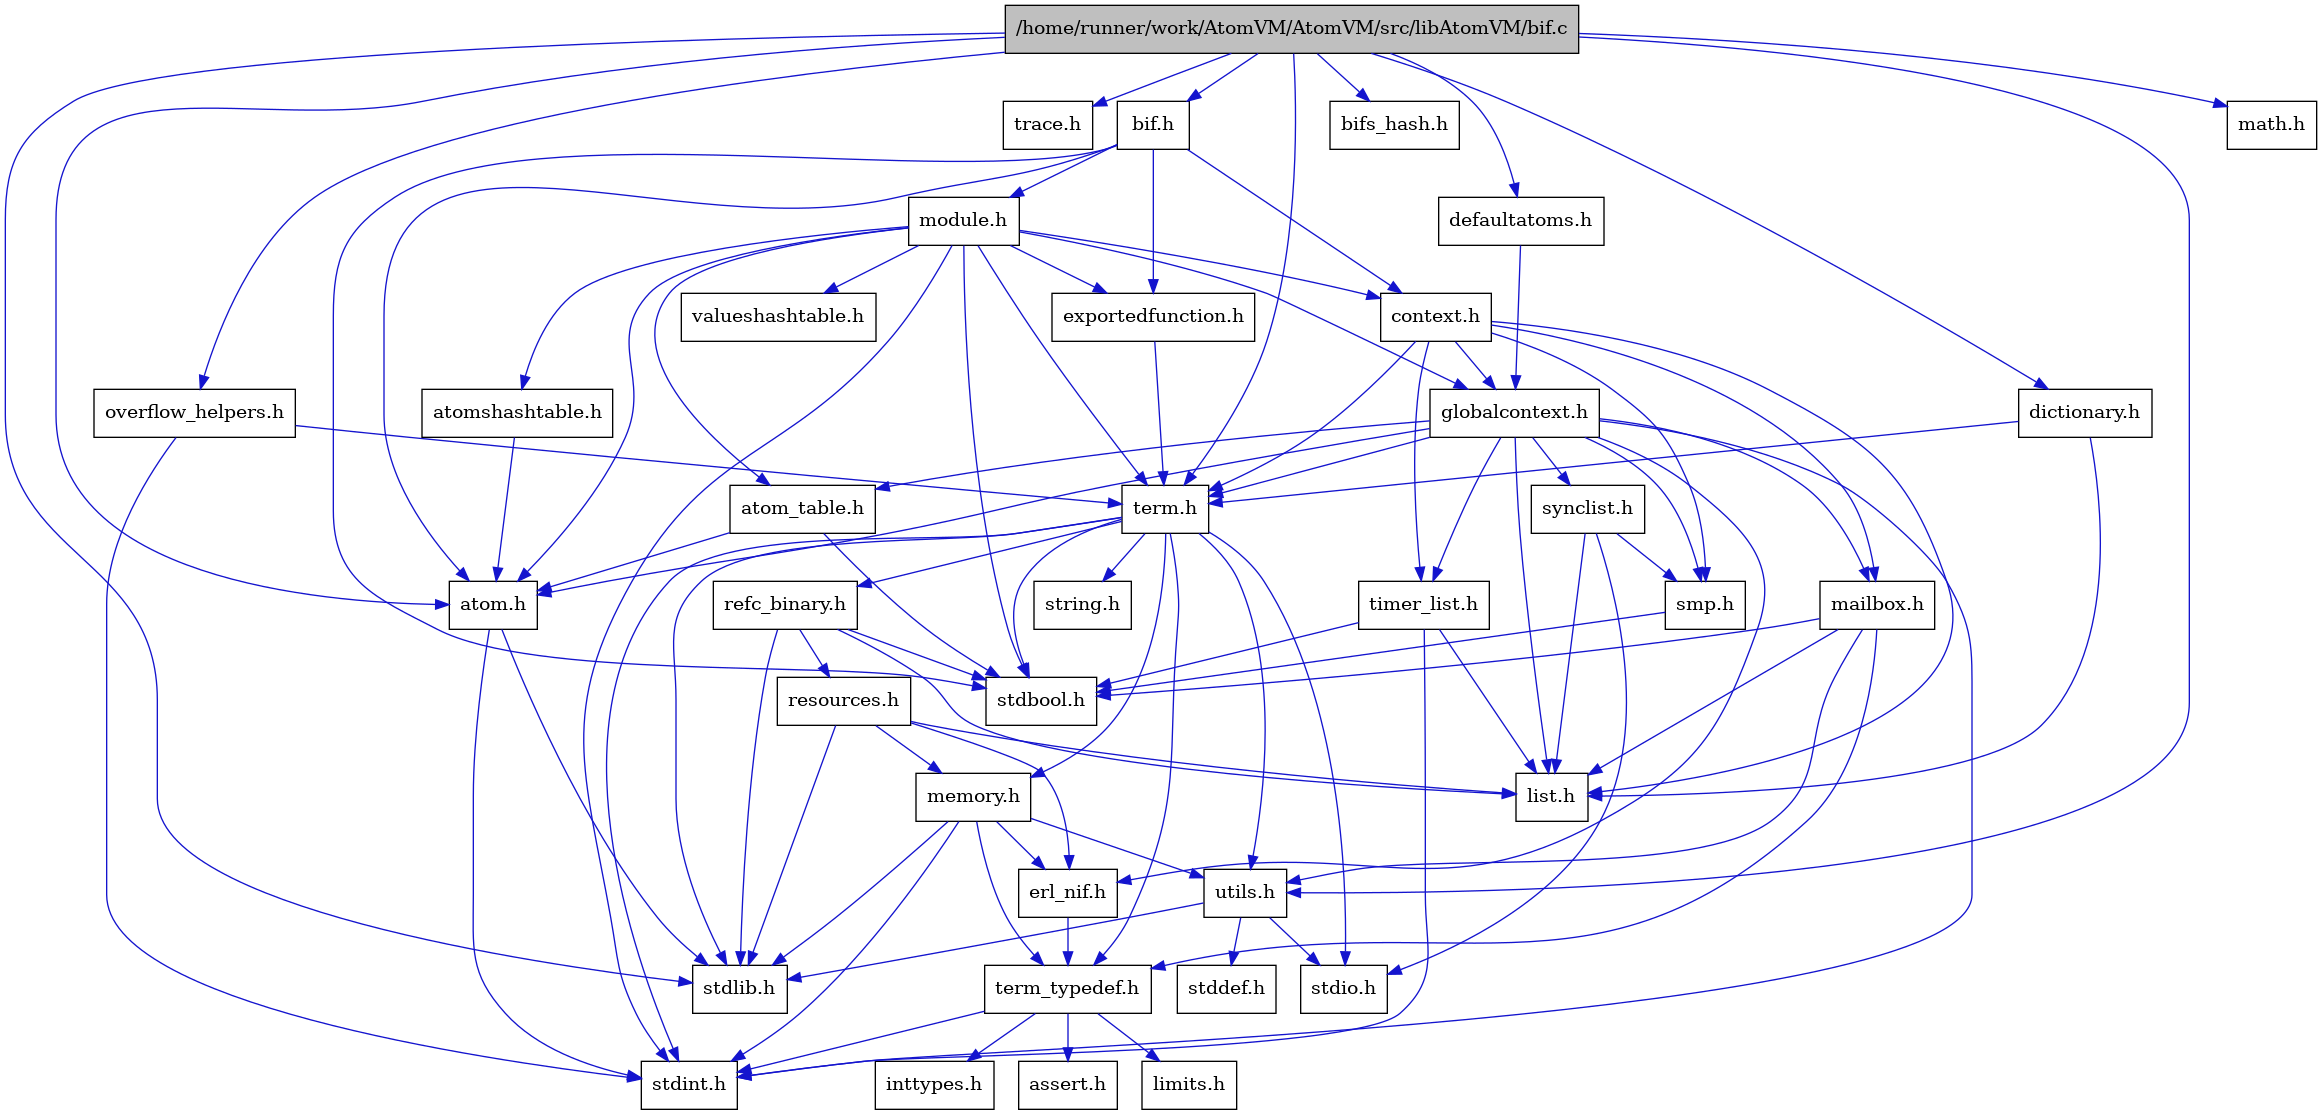 /home/runner/work/AtomVM/AtomVM/src/libAtomVM/bif.c
trace.h
bif.h
bifs_hash.h
math.h
module.h
defaultatoms.h
valueshashtable.h
exportedfunction.h
context.h
overflow_helpers.h
atomshashtable.h
globalcontext.h
dictionary.h
atom_table.h
term.h
synclist.h
atom.h
refc_binary.h
string.h
timer_list.h
smp.h
mailbox.h
resources.h
stdbool.h
memory.h
list.h
erl_nif.h
utils.h
stdlib.h
term_typedef.h
stddef.h
stdio.h
stdint.h
inttypes.h
assert.h
limits.h